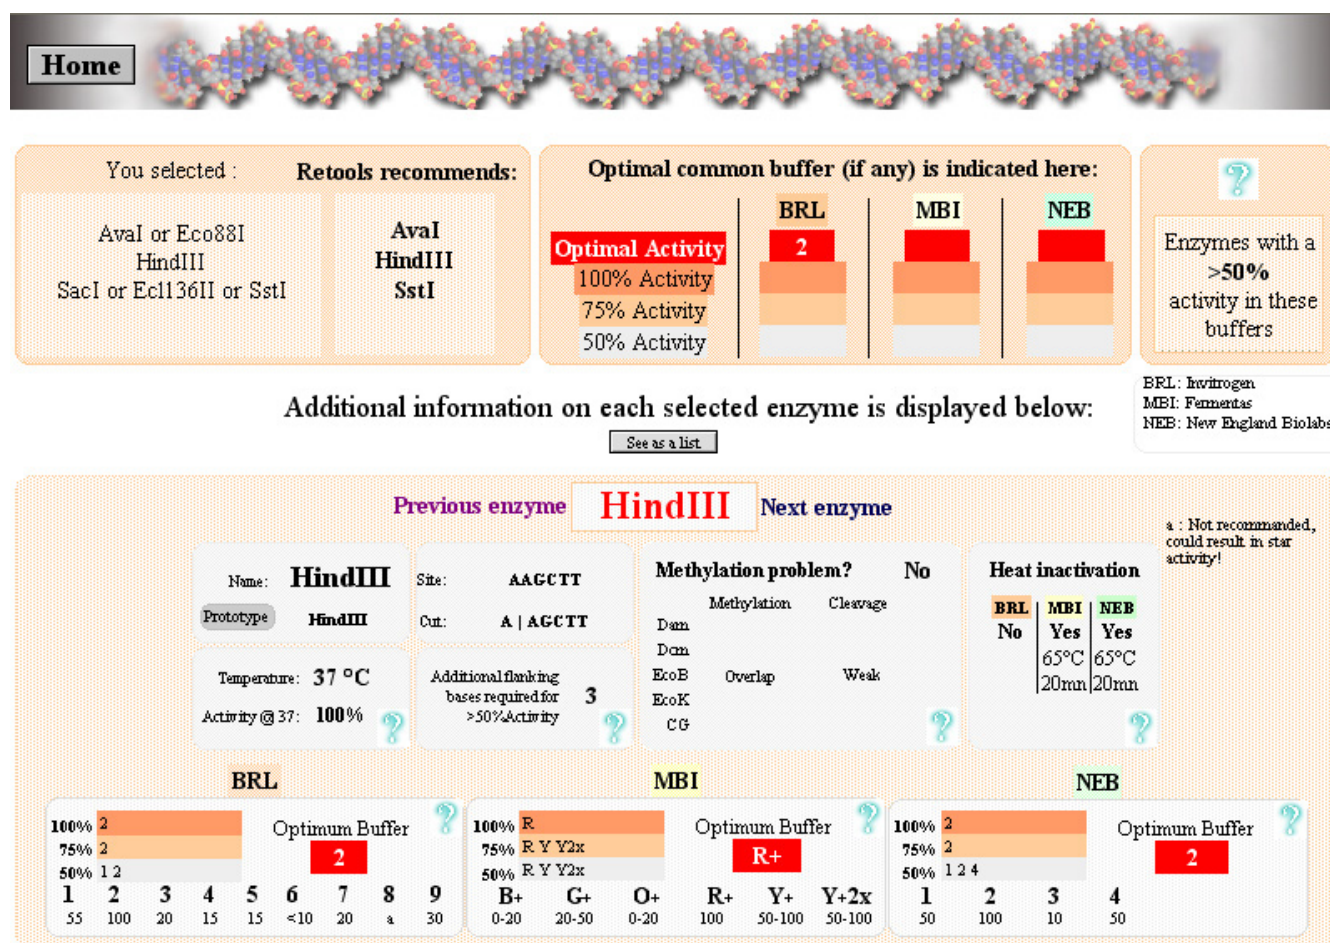 Home
You selected :
Retools recommends:
AvaI or Eco88I
HindIII
SacI or Ecl136II or SstI
AvaI
HindIII
SstI
Optimal common buffer (if any) is indicated here:
BRL MBI NEB
Optimal Activity 2
100% Activity
75% Activity
50% Activity
?
Enzymes with a
>50%
activity in these
buffers
BRL: Invitrogen
MBI: Fermentas
NEB: New England Biolabs
Additional information on each selected enzyme is displayed below:
See as a list
Previous enzyme HindIII Next enzyme
a : Not recommanded,
could result in star
activity!
Name: HindIII
Prototype HindIII
Site: AAGCTT
Cut: A | AGCTT
Temperature: 37 °C
Activity @ 37: 100%
?
Additional flanking
bases required for
>50%Activity
3
?
Methylation problem? No
Methylation Cleavage
Dam
Dcm
EcoB Overlap Weak
EcoK
CG
?
Heat inactivation
BRL MBI NEB
No Yes Yes
65°C 65°C
20mn 20mn
?
BRL
100% 2
75% 2
50% 1 2
Optimum Buffer
2
?
1 2 3 4 5 6 7 8 9
55 100 20 15 15 <10 20 a 30
MBI
100% R
75% R Y Y2x
50% R Y Y2x
Optimum Buffer
R+
?
B+ G+ O+ R+ Y+ Y+2x
0-20 20-50 0-20 100 50-100 50-100
NEB
100% 2
75% 2
50% 1 2 4
Optimum Buffer
2
?
1 2 3 4
50 100 10 50